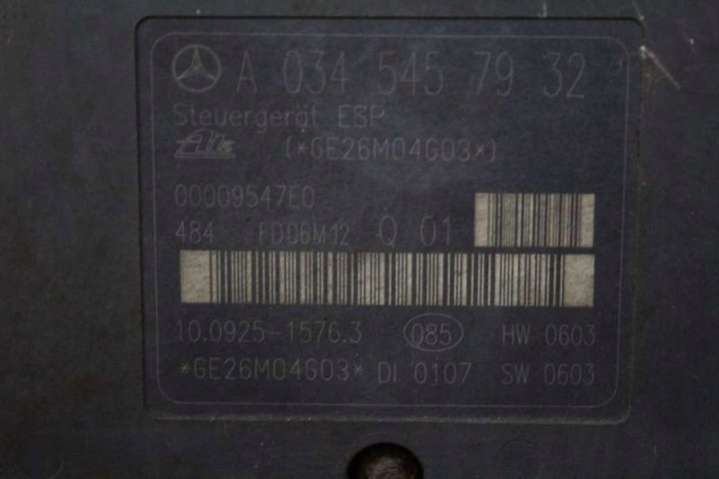 A 034 545 79 32
Steuergerät ESP
Ate (*GE26M04G03*)
00009547E0
484 FD06M12 Q 01
10.0925-1576.3 085 HW 0603
*GE26M04G03* DI 0107 SW 0603